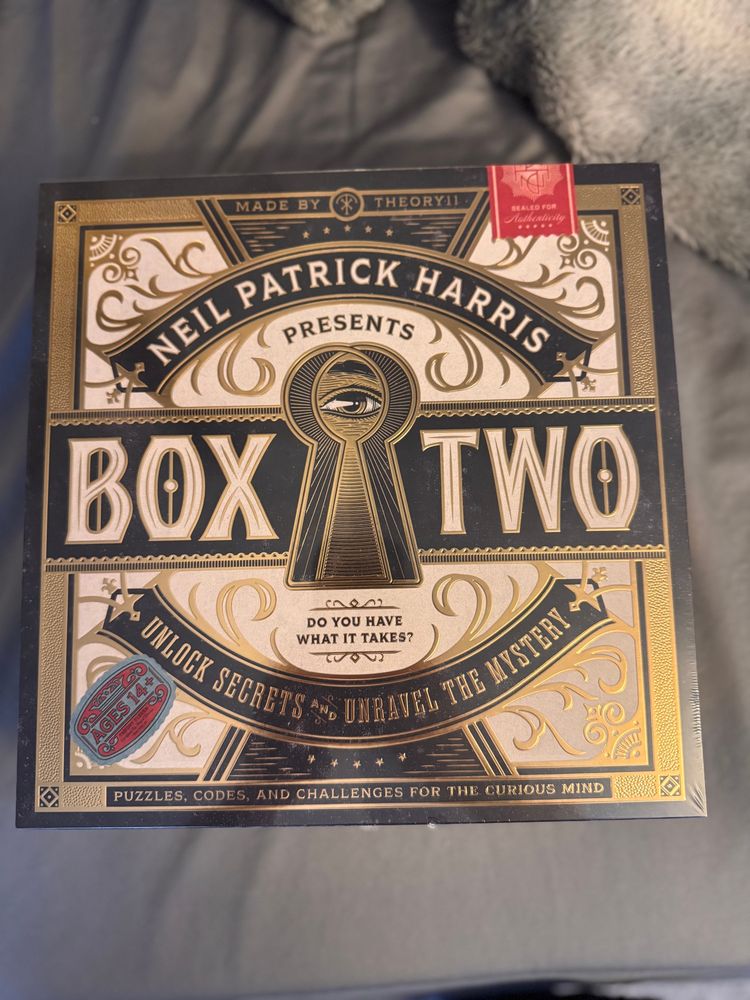 MADE BY THEORY11
SEALED FOR
Authenticity
NEIL PATRICK HARRIS
PRESENTS
BOX TWO
DO YOU HAVE
WHAT IT TAKES?
UNLOCK SECRETS AND UNRAVEL THE MYSTERY
AGES 14+
PUZZLES, CODES, AND CHALLENGES FOR THE CURIOUS MIND